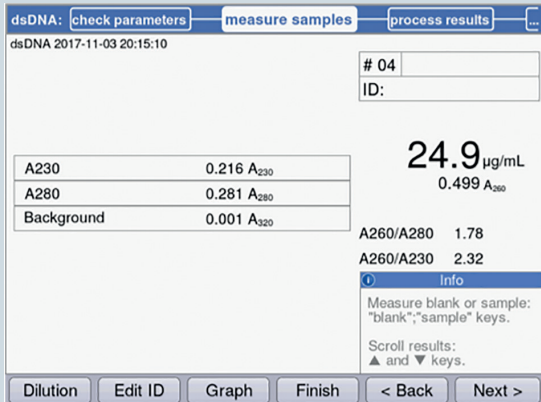 dsDNA: check parameters measure samples process results ...
dsDNA 2017-11-03 20:15:10
# 04
ID:
24.9 µg/mL
0.499 A260
A230 0.216 A230
A280 0.281 A280
Background 0.001 A320
A260/A280 1.78
A260/A230 2.32
Info
Measure blank or sample:
"blank";"sample" keys.
Scroll results:
▲ and ▼ keys.
Dilution Edit ID Graph Finish < Back Next >